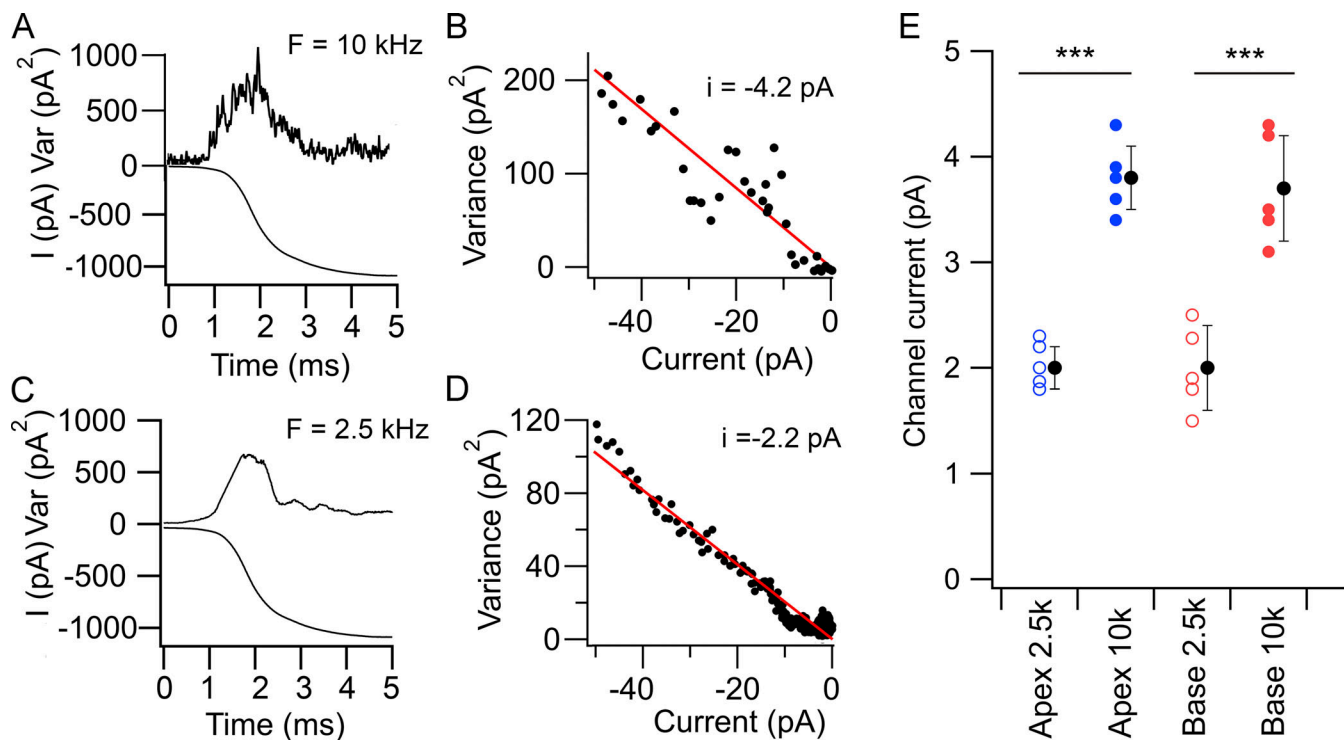 A
F = 10 kHz
I (pA) Var (pA²)
1000
500
0
-500
-1000
0 1 2 3 4 5
Time (ms)
B
i = -4.2 pA
Variance (pA²)
200
100
0
-40 -20 0
Current (pA)
C
F = 2.5 kHz
I (pA) Var (pA²)
1000
500
0
-500
-1000
0 1 2 3 4 5
Time (ms)
D
i =-2.2 pA
Variance (pA²)
120
80
40
0
-40 -20 0
Current (pA)
E
*** ***
Channel current (pA)
5
4
3
2
1
0
Apex 2.5k
Apex 10k
Base 2.5k
Base 10k